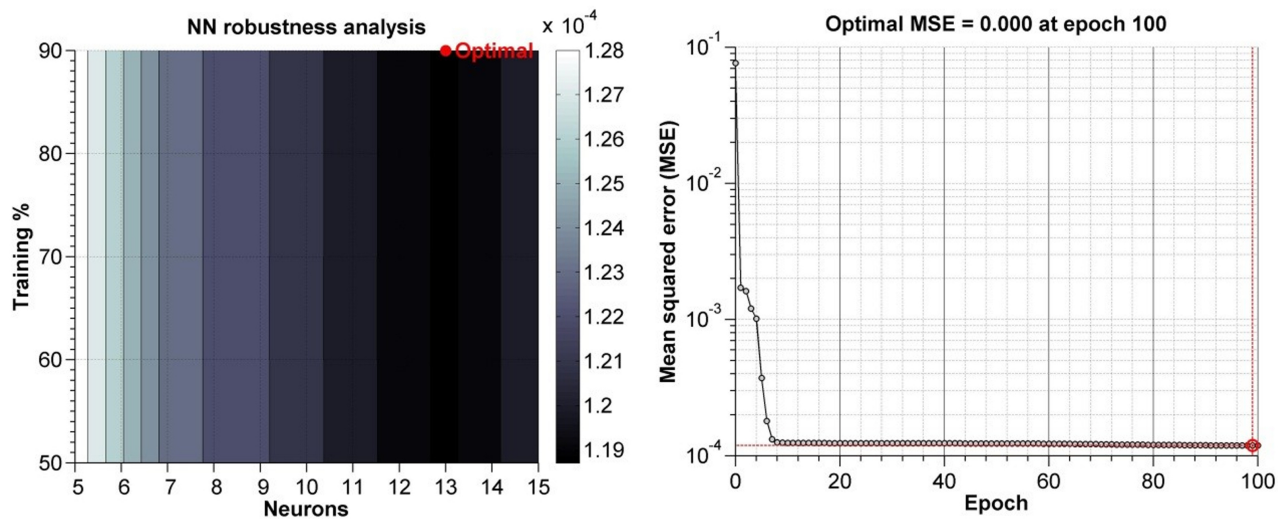 NN robustness analysis
x 10-4
Optimal
Training %
90
80
70
60
50
5 6 7 8 9 10 11 12 13 14 15
Neurons
1.28
1.27
1.26
1.25
1.24
1.23
1.22
1.21
1.2
1.19
Optimal MSE = 0.000 at epoch 100
Mean squared error (MSE)
10-1
10-2
10-3
10-4
0 20 40 60 80 100
Epoch